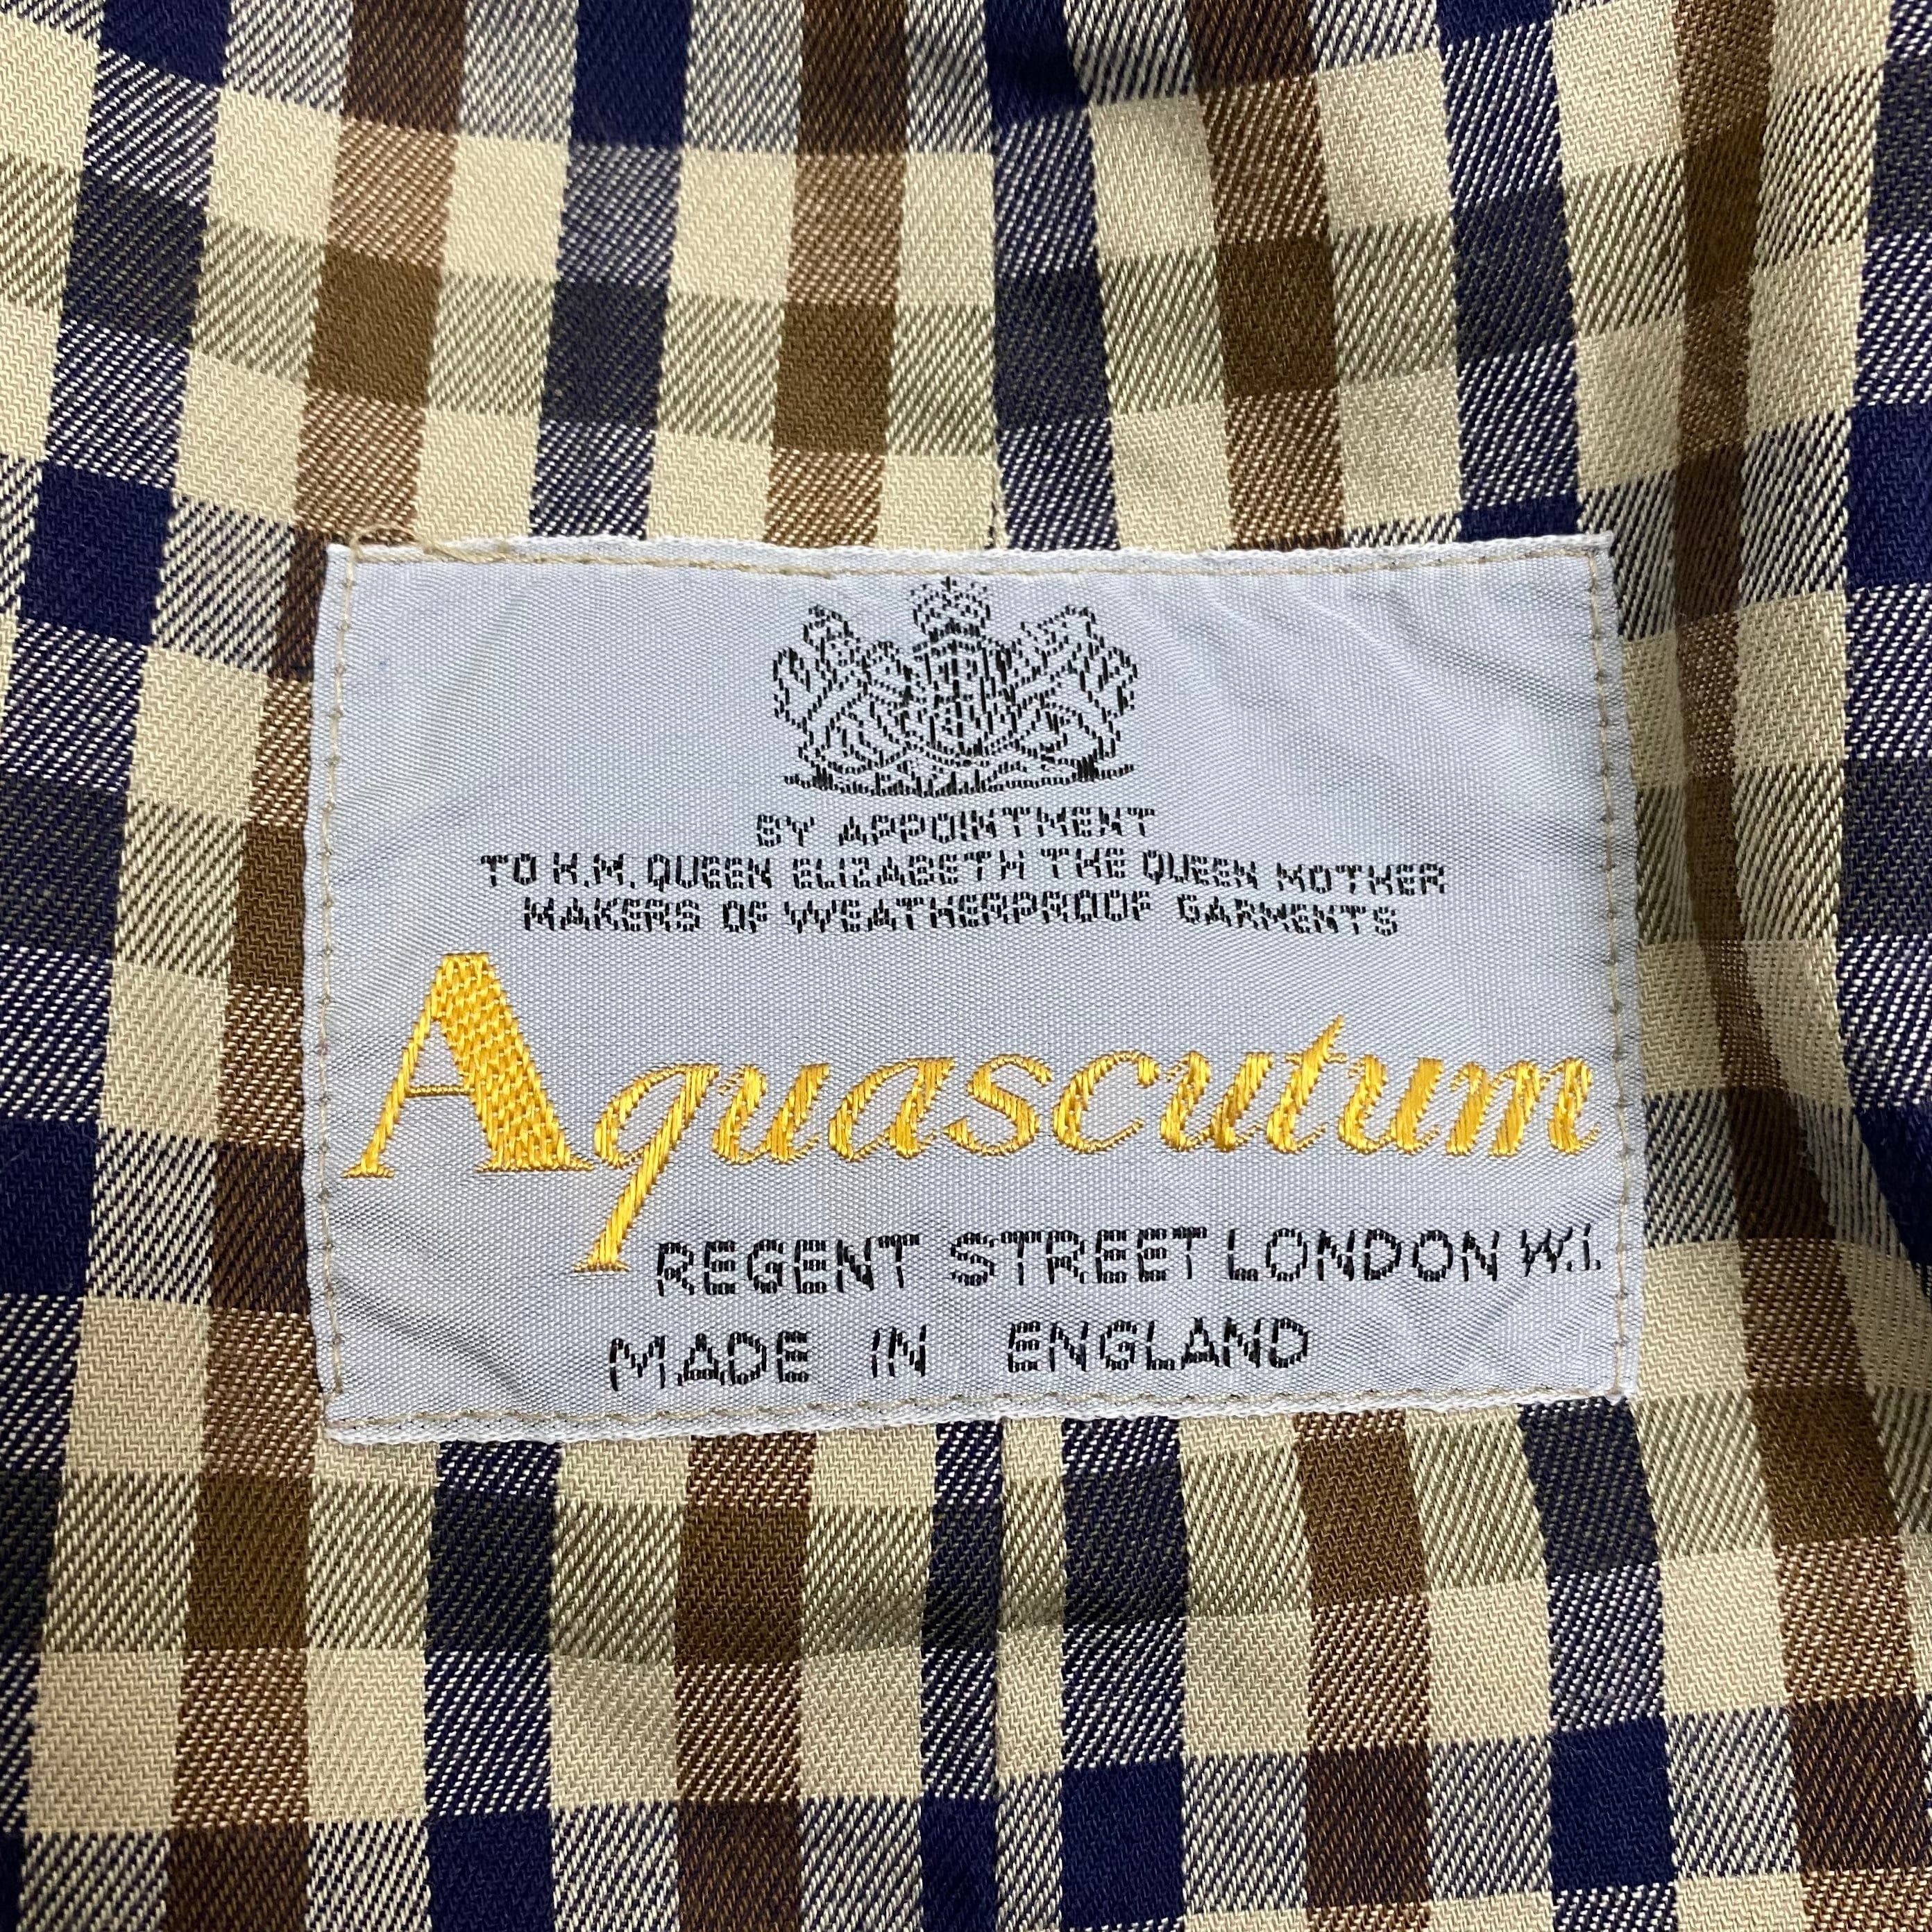 BY APPOINTMENT
TO H.M. QUEEN ELIZABETH THE QUEEN MOTHER
MAKERS OF WEATHERPROOF GARMENTS
Aquascutum
REGENT STREET LONDON W.I.
MADE IN ENGLAND